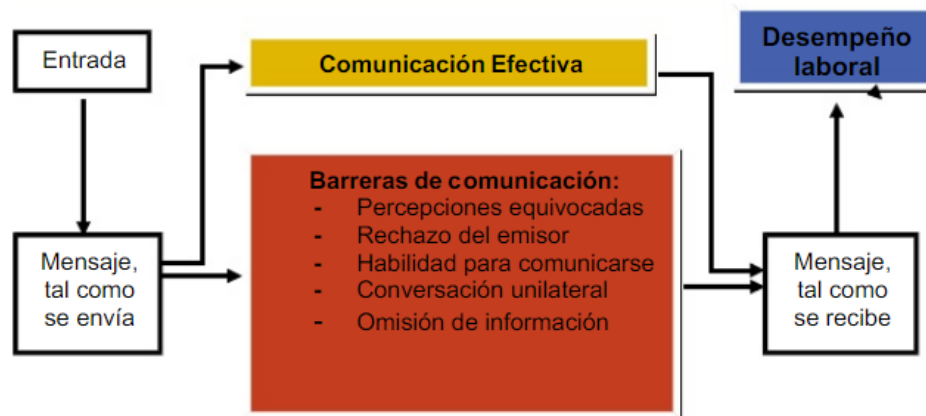 Entrada
Comunicación Efectiva
Desempeño
laboral
Mensaje,
tal como
se envía
Barreras de comunicación:
- Percepciones equivocadas
- Rechazo del emisor
- Habilidad para comunicarse
- Conversación unilateral
- Omisión de información
Mensaje,
tal como
se recibe